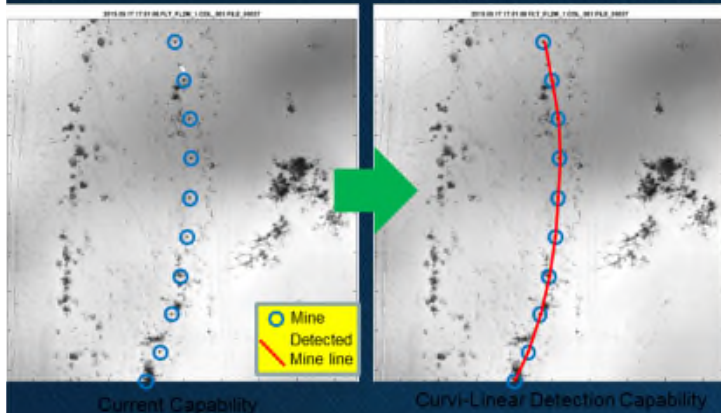 Mine
Detected
Mine line
Current Capability
Curvi-Linear Detection Capability